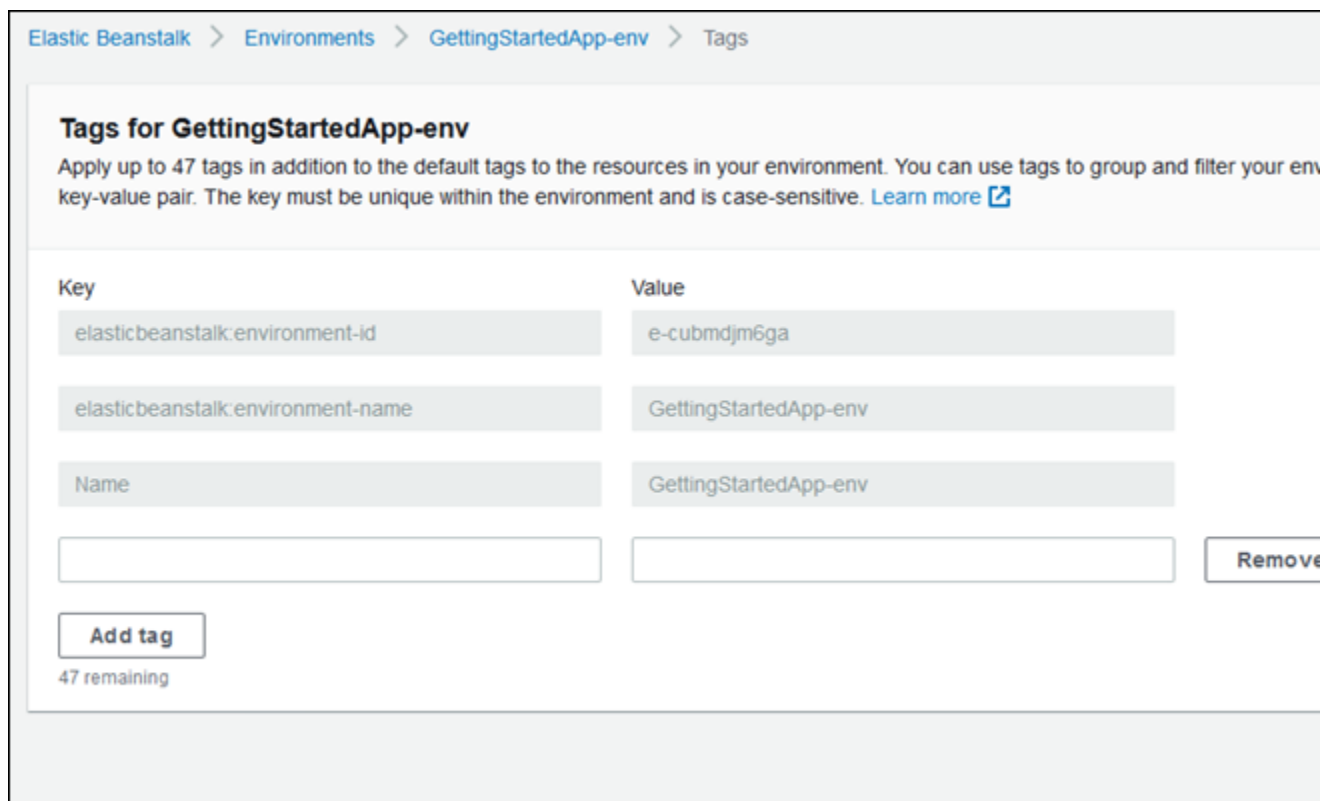 Elastic Beanstalk > Environments > GettingStartedApp-env > Tags
Tags for GettingStartedApp-env
Apply up to 47 tags in addition to the default tags to the resources in your environment. You can use tags to group and filter your env
key-value pair. The key must be unique within the environment and is case-sensitive. Learn more
Key Value
elasticbeanstalk:environment-id e-cubmdjm6ga
elasticbeanstalk:environment-name GettingStartedApp-env
Name GettingStartedApp-env
Remove
Add tag
47 remaining